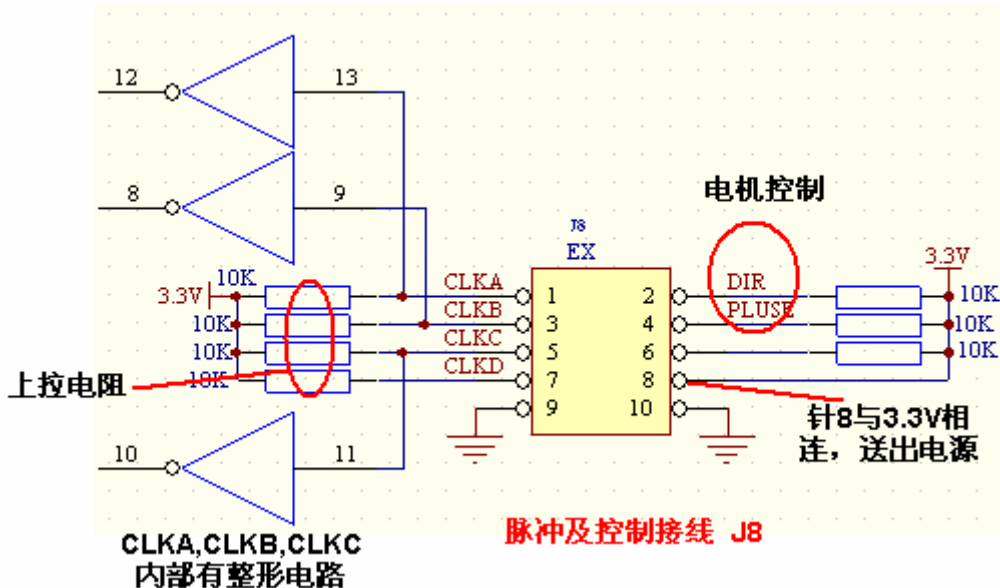 12
13
8
9
电机控制
J8
EX
3.3V
10K
3.3V
CLKA
1
2
DIR
10K
10K
CLKB
3
4
PLUSE
10K
10K
CLKC
5
6
10K
10K
CLKD
7
8
上拉电阻
9
10
针8与3.3V相
连，送出电源
10
11
脉冲及控制接线 J8
CLKA,CLKB,CLKC
内部有整形电路